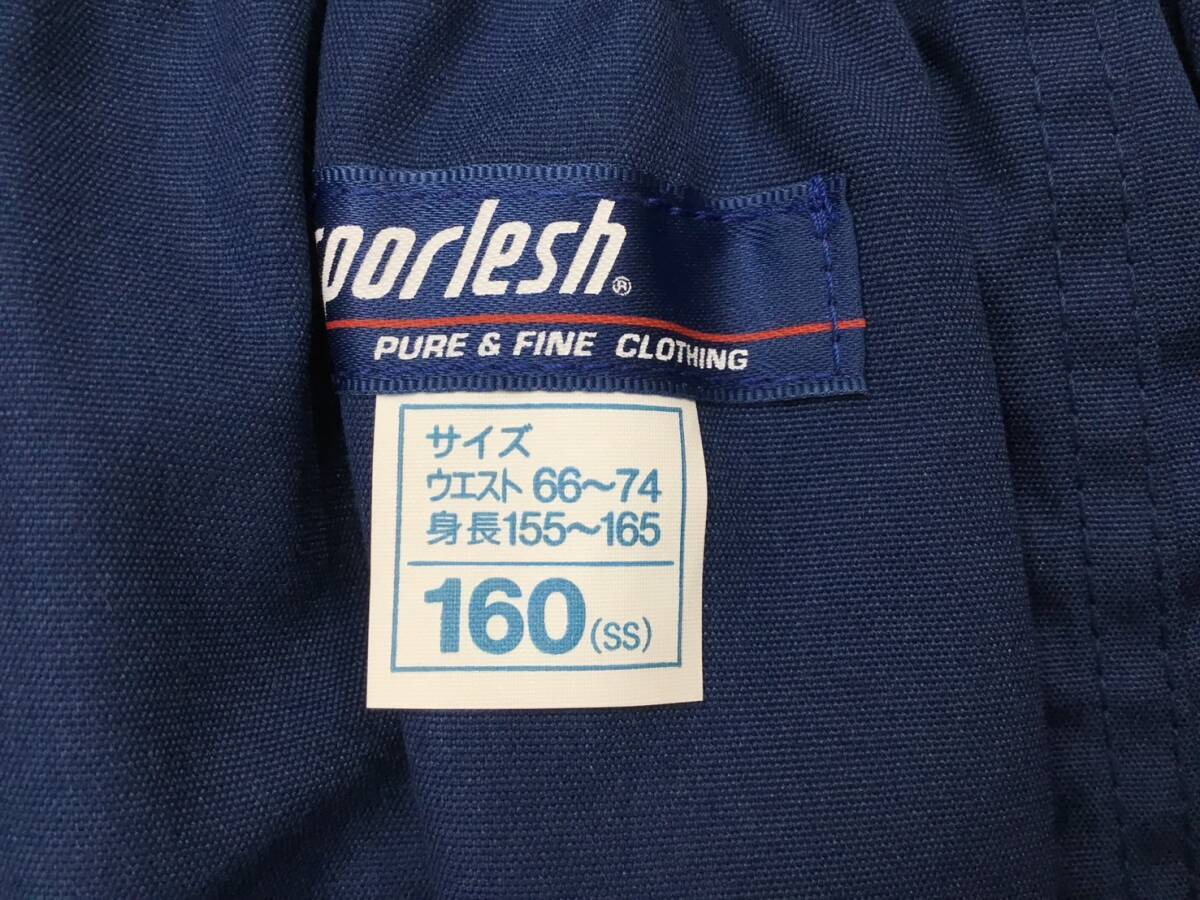 porlesh®
PURE & FINE CLOTHING
サイズ
ウエスト 66〜74
身長155〜165
160(SS)